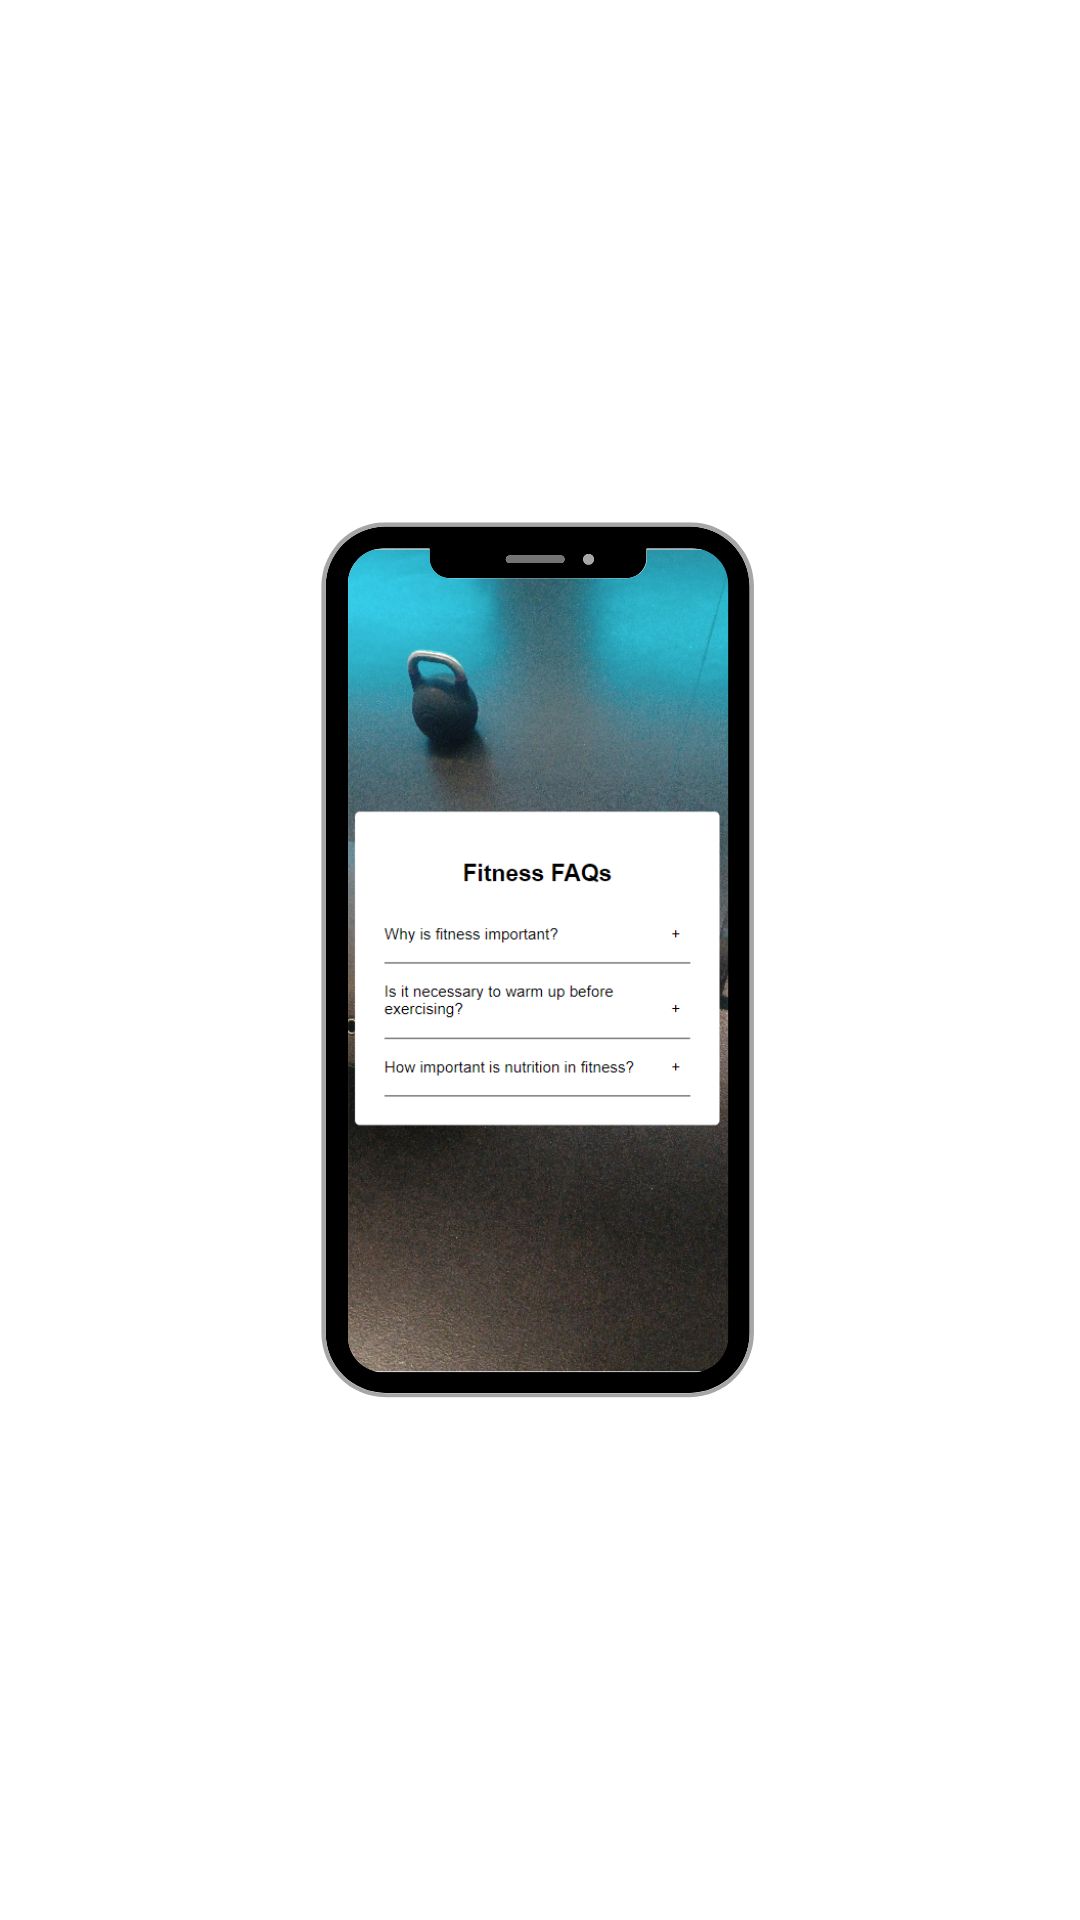 Fitness FAQs
Why is fitness important? +
Is it necessary to warm up before
exercising? +
How important is nutrition in fitness? +